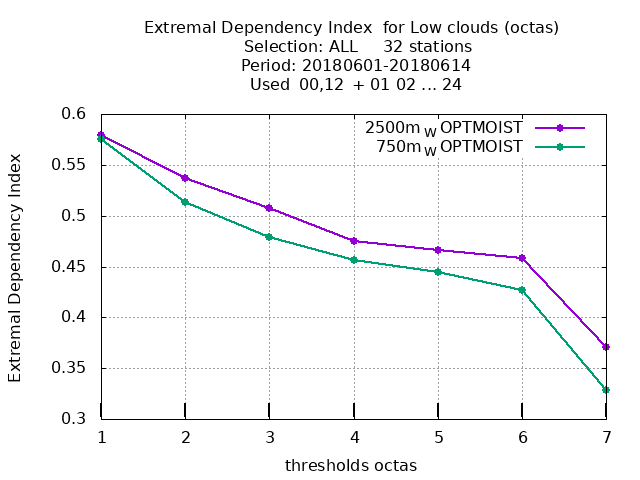 Extremal Dependency Index  for Low clouds (octas)
Selection: ALL     32 stations
Period: 20180601-20180614
Used  00,12  + 01 02 ... 24
2500m W OPTMOIST
750m W OPTMOIST
Extremal Dependency Index
0.6
0.55
0.5
0.45
0.4
0.35
0.3
1 2 3 4 5 6 7
thresholds octas